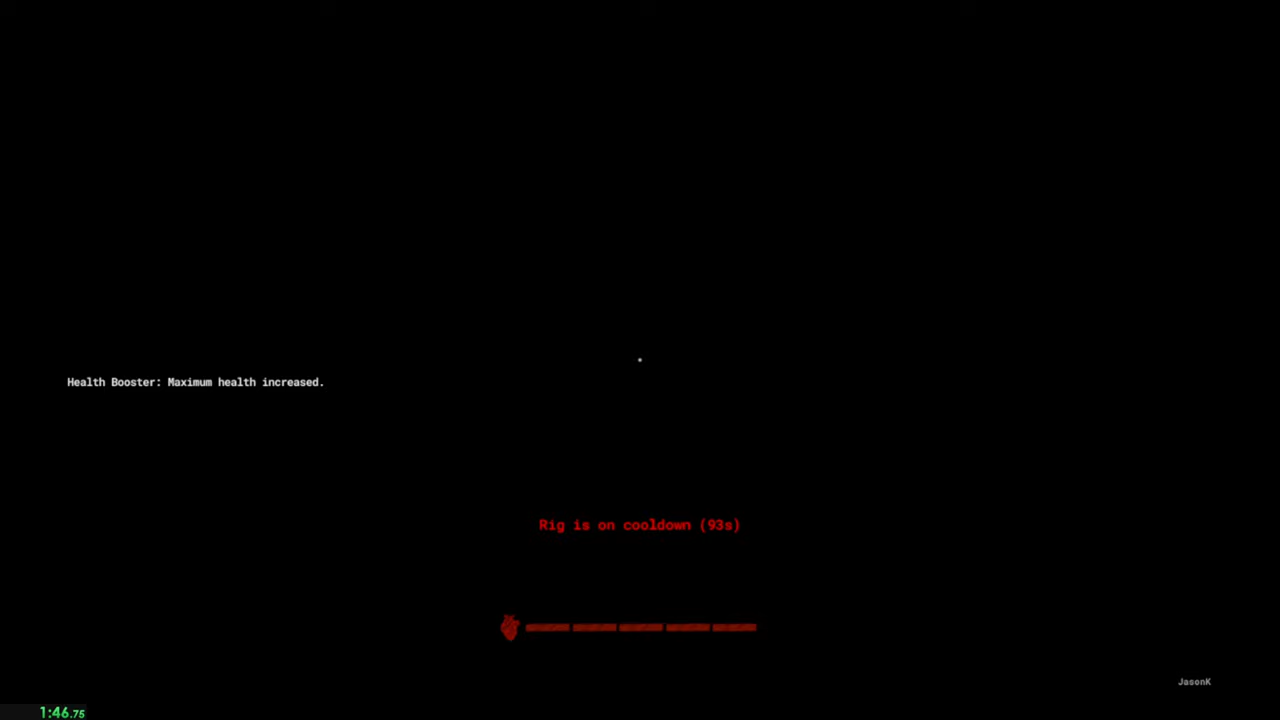 Health Booster: Maximum health increased.
Rig is on cooldown (93s)
JasonK
1:46.75